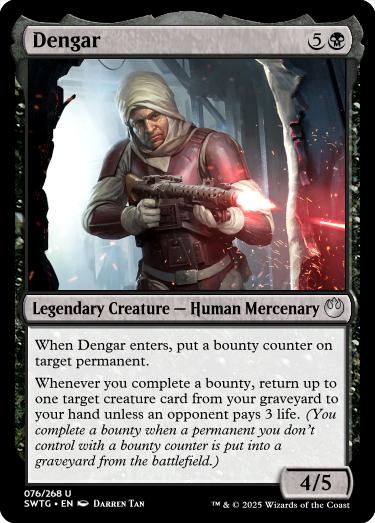 Dengar 5
Legendary Creature — Human Mercenary
When Dengar enters, put a bounty counter on
target permanent.
Whenever you complete a bounty, return up to
one target creature card from your graveyard to
your hand unless an opponent pays 3 life. (You
complete a bounty when a permanent you don't
control with a bounty counter is put into a
graveyard from the battlefield.)
4/5
076/268 U
SWTG • EN Darren Tan ™ & © 2025 Wizards of the Coast